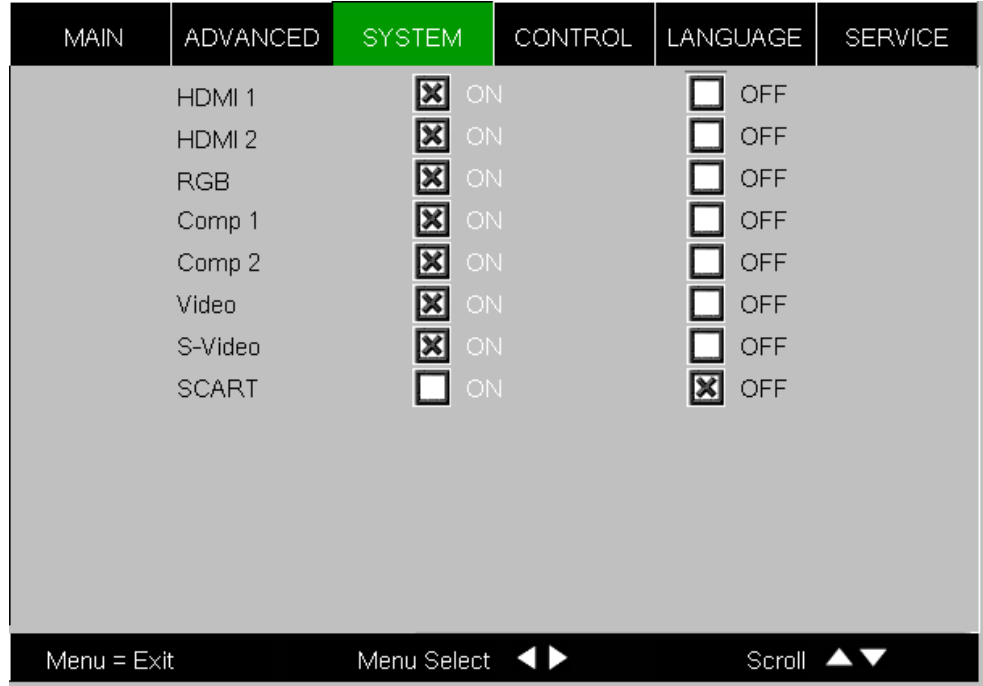 MAIN ADVANCED SYSTEM CONTROL LANGUAGE SERVICE
HDMI 1 ON OFF
HDMI 2 ON OFF
RGB ON OFF
Comp 1 ON OFF
Comp 2 ON OFF
Video ON OFF
S-Video ON OFF
SCART ON OFF
Menu = Exit Menu Select Scroll